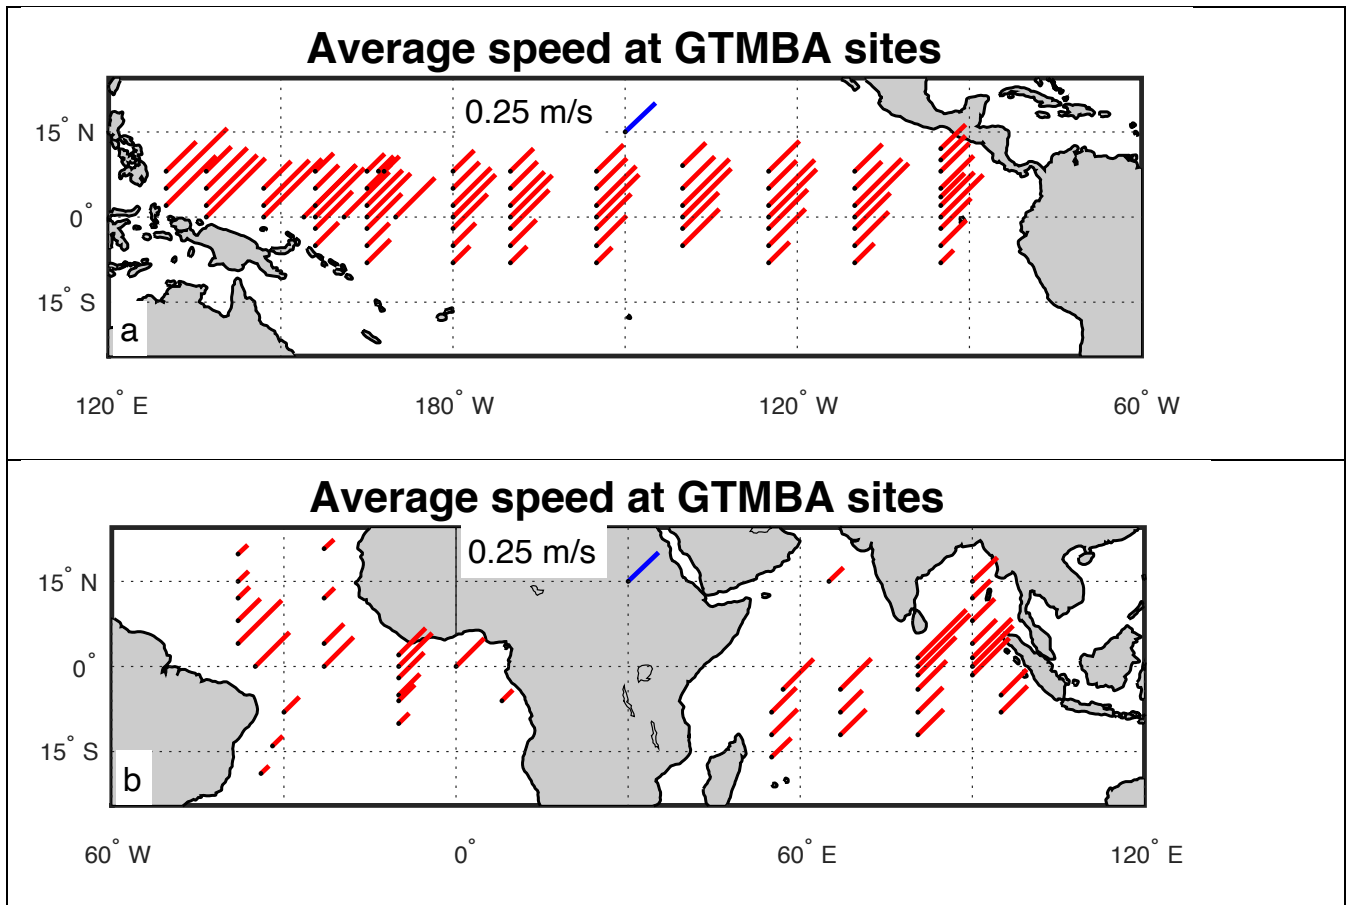 Average speed at GTMBA sites
0.25 m/s
15° N
0°
15° S
a
120° E 180° W 120° W 60° W
Average speed at GTMBA sites
0.25 m/s
15° N
0°
15° S
b
60° W 0° 60° E 120° E